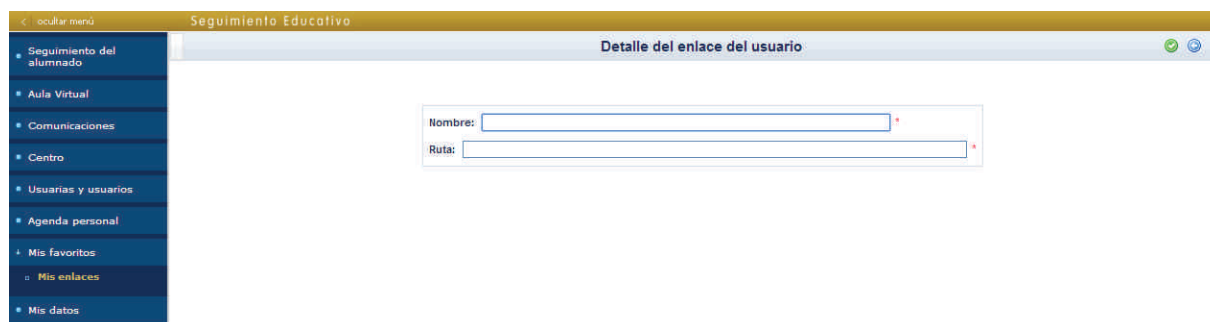 ocultar menú
Seguimiento Educativo
Detalle del enlace del usuario
Seguimiento del
alumnado
Aula Virtual
Comunicaciones
Centro
Usuarias y usuarios
Agenda personal
Mis favoritos
Mis enlaces
Mis datos
Nombre: *
Ruta: *